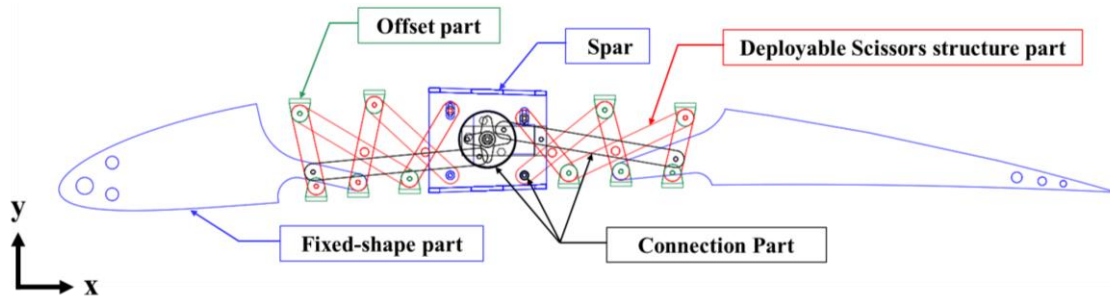 Offset part
Spar
Deployable Scissors structure part
y
x
Fixed-shape part
Connection Part